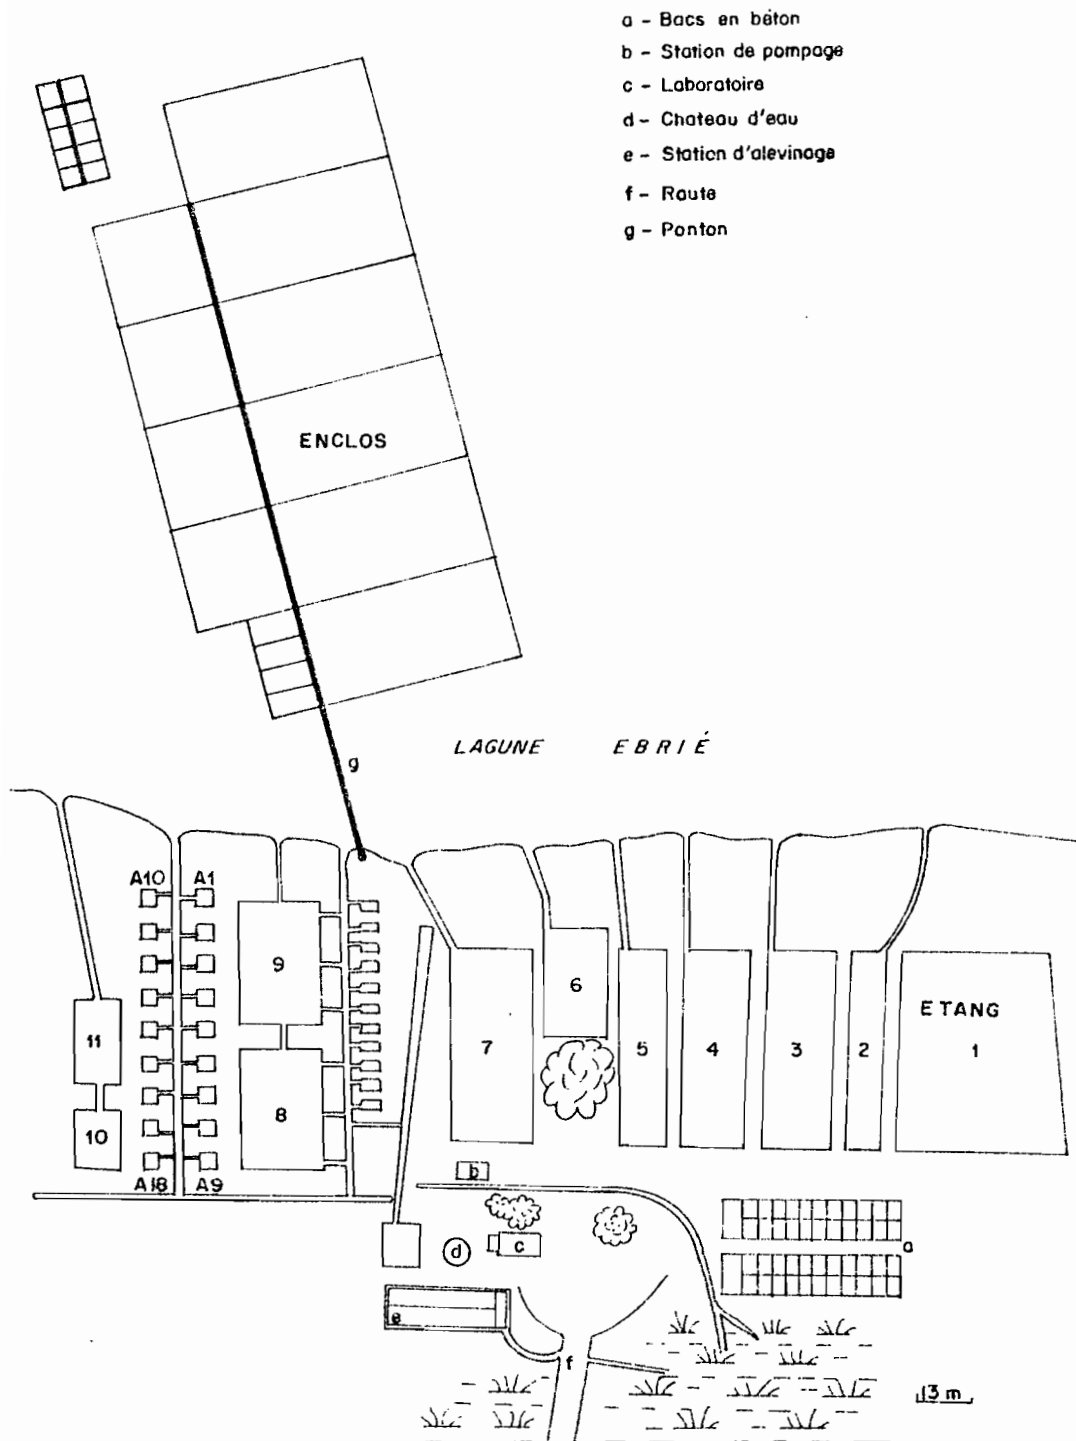 a - Bacs en béton
b - Station de pompage
c - Laboratoire
d - Chateau d'eau
e - Station d'alevinage
f - Route
g - Ponton
ENCLOS
LAGUNE EBRIÉ
g
A10 A1
9
6
ETANG
11
7
5
4
3
2
1
8
10
A18 A9
b
c
d
a
e
f
13 m